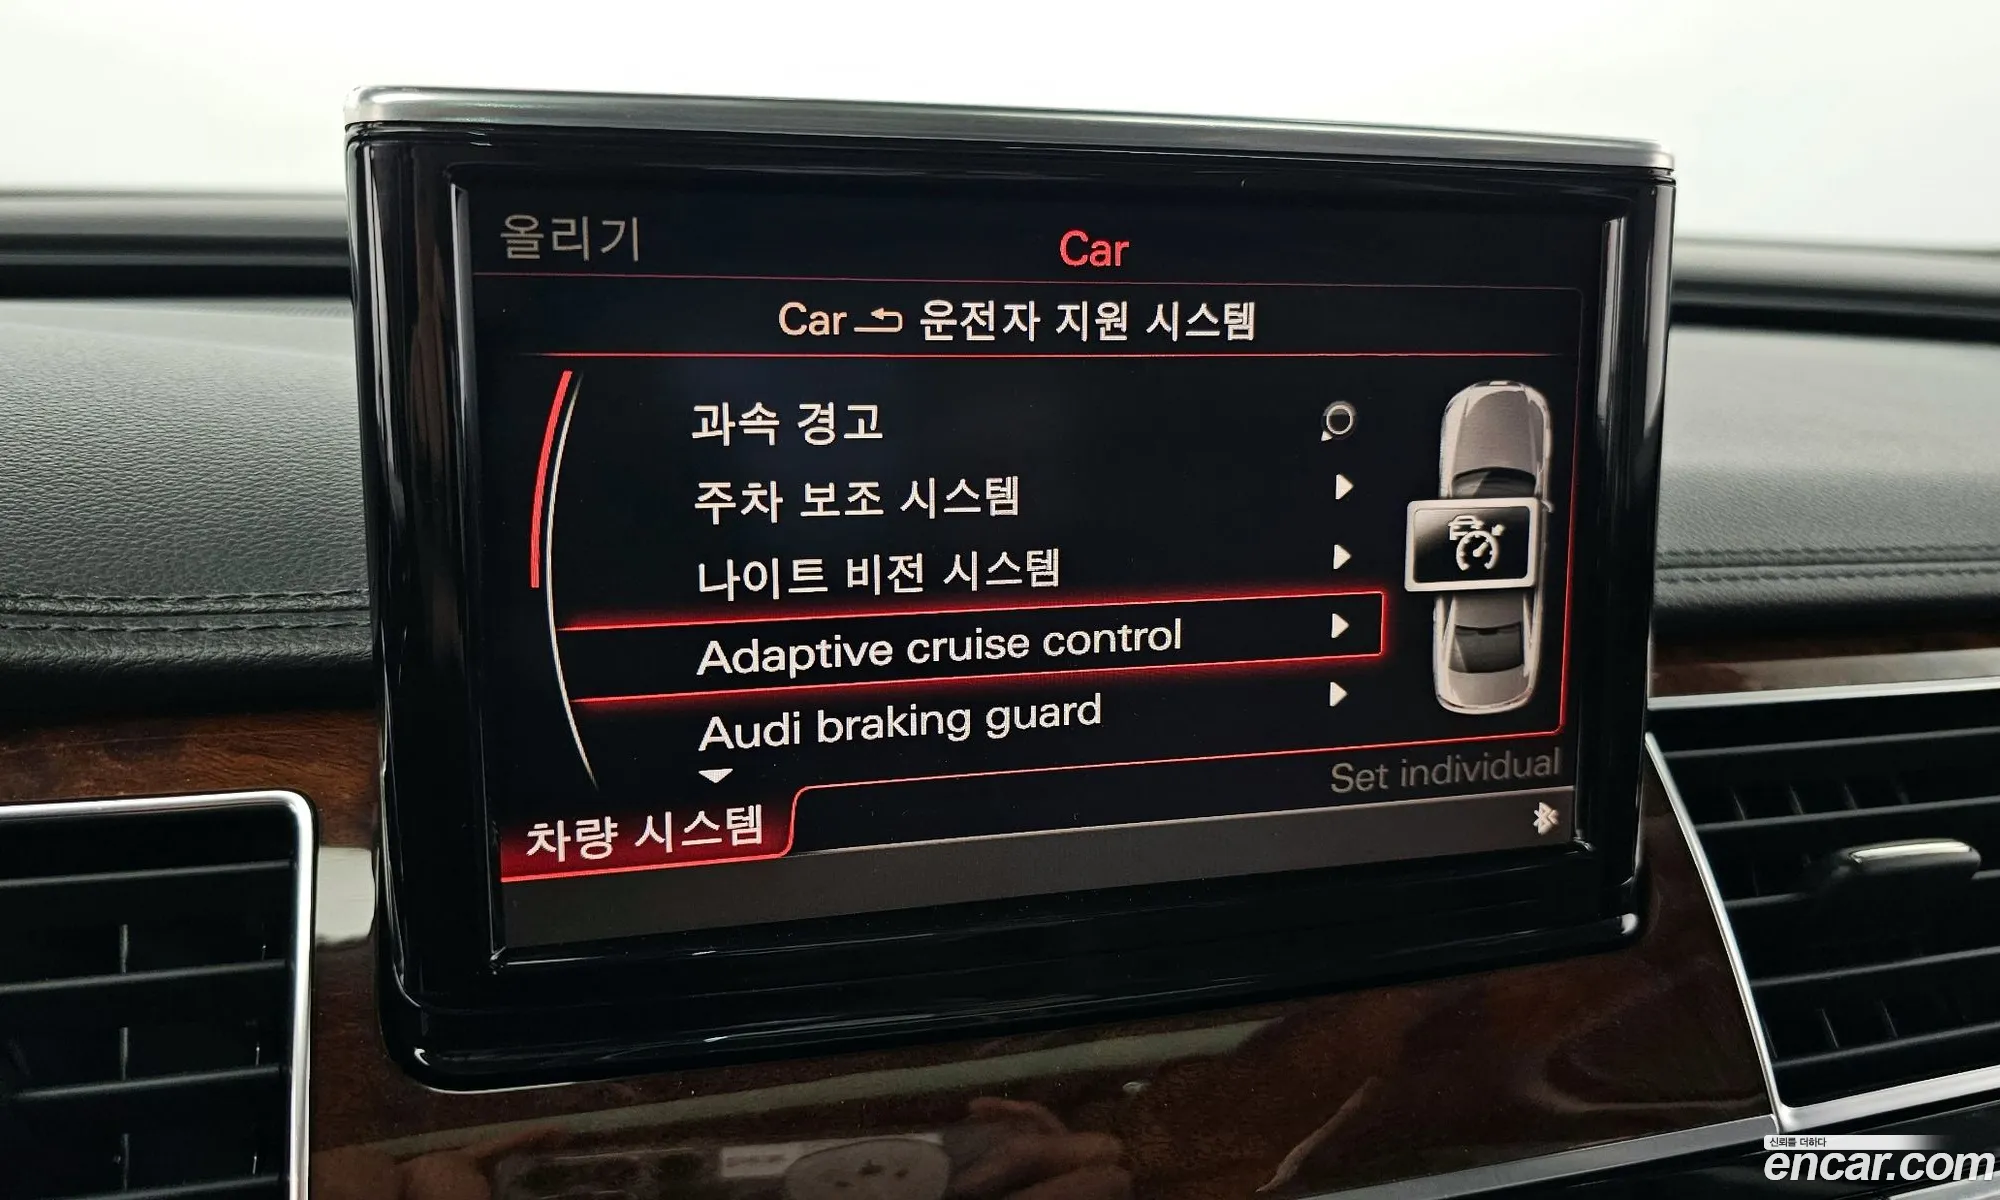 올리기
Car
Car 운전자 지원 시스템
과속 경고
주차 보조 시스템
나이트 비전 시스템
Adaptive cruise control
Audi braking guard
Set individual
차량 시스템
신뢰를 더하다
encar.com